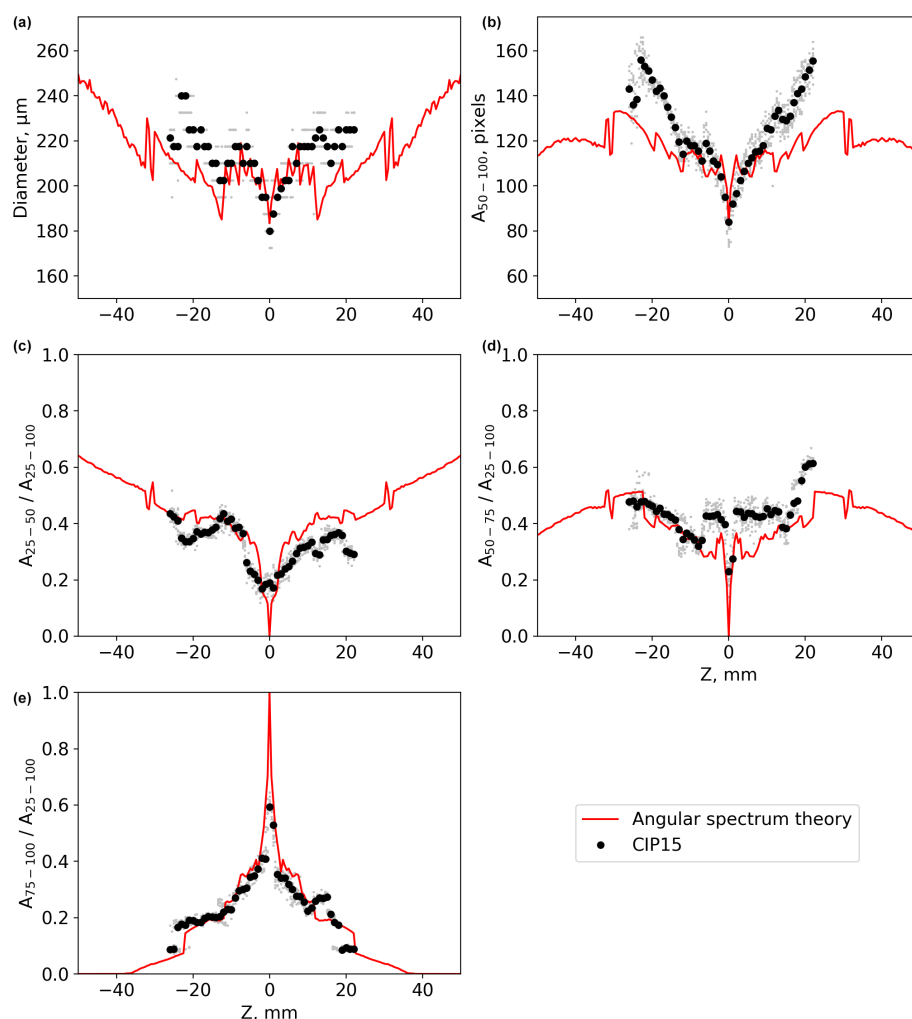 (a)
Diameter, µm
260
240
220
200
180
160
−40 −20 0 20 40
(b)
A50−100, pixels
160
140
120
100
80
60
−40 −20 0 20 40
(c)
A25−50 / A25−100
1.0
0.8
0.6
0.4
0.2
0.0
−40 −20 0 20 40
(d)
A50−75 / A25−100
1.0
0.8
0.6
0.4
0.2
0.0
−40 −20 0 20 40
Z, mm
(e)
A75−100 / A25−100
1.0
0.8
0.6
0.4
0.2
0.0
−40 −20 0 20 40
Z, mm
Angular spectrum theory
CIP15